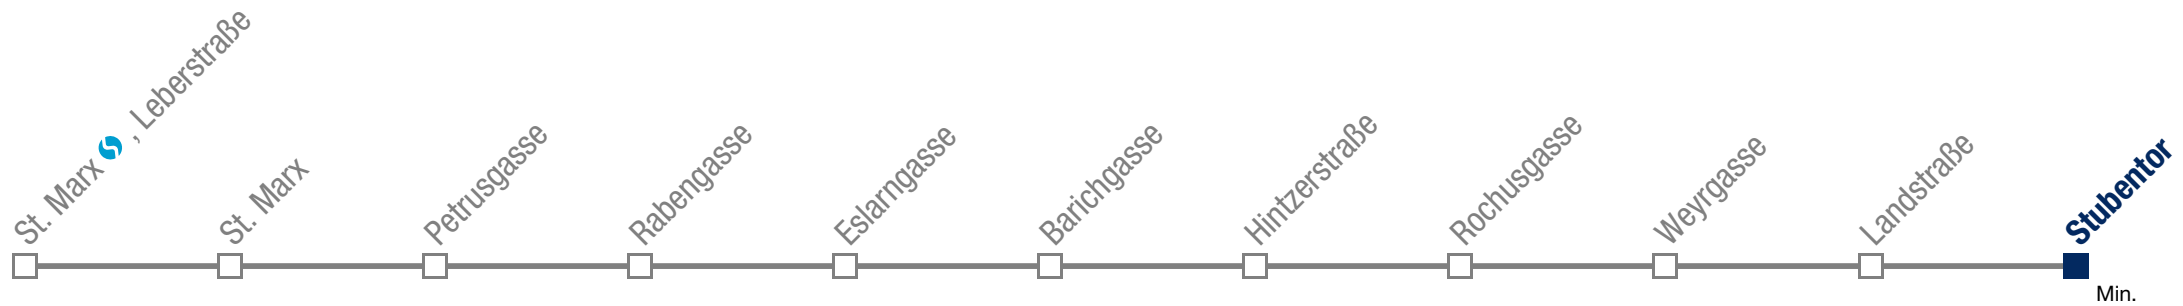 St. Marx , Leberstraße
St. Marx
Petrusgasse
Rabengasse
Eslarngasse
Barichgasse
Hintzerstraße
Rochusgasse
Weyrgasse
Landstraße
Stubentor
Min.